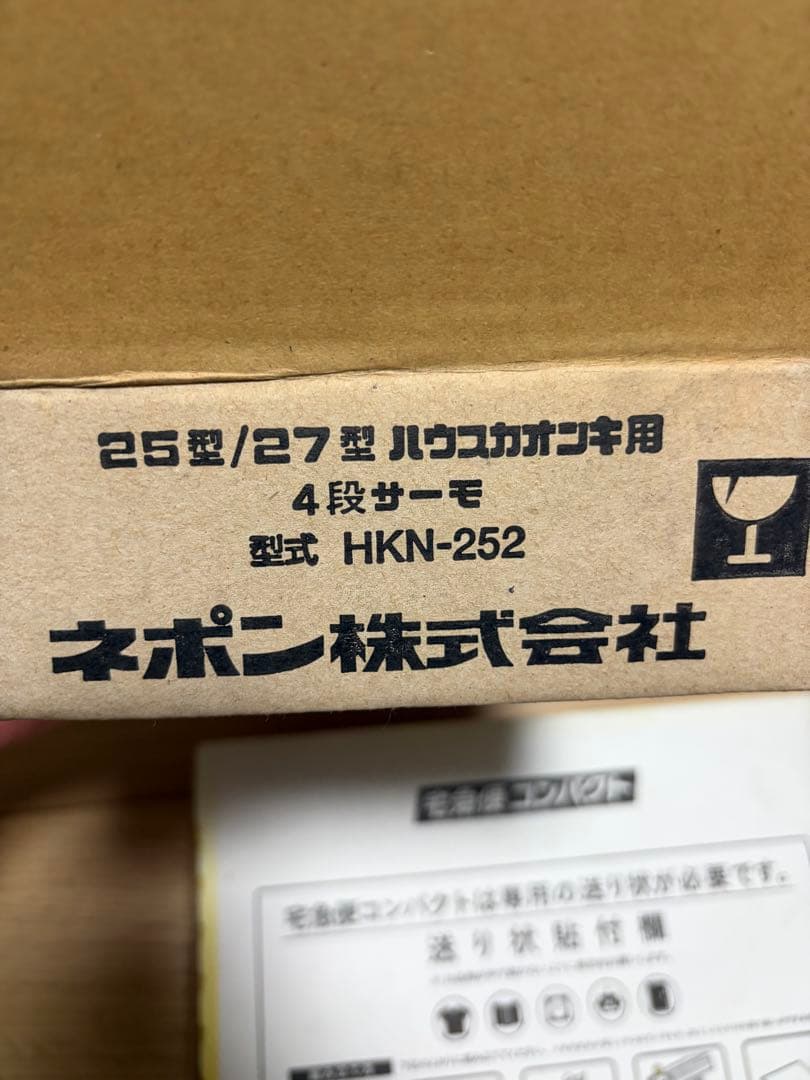 25型/27型 ハウスカオンキ用
4段サーモ
型式 HKN-252
ネポン株式会社
宅急便コンパクト
宅急便コンパクトは専用の送り状が必要です。
送り状貼付欄